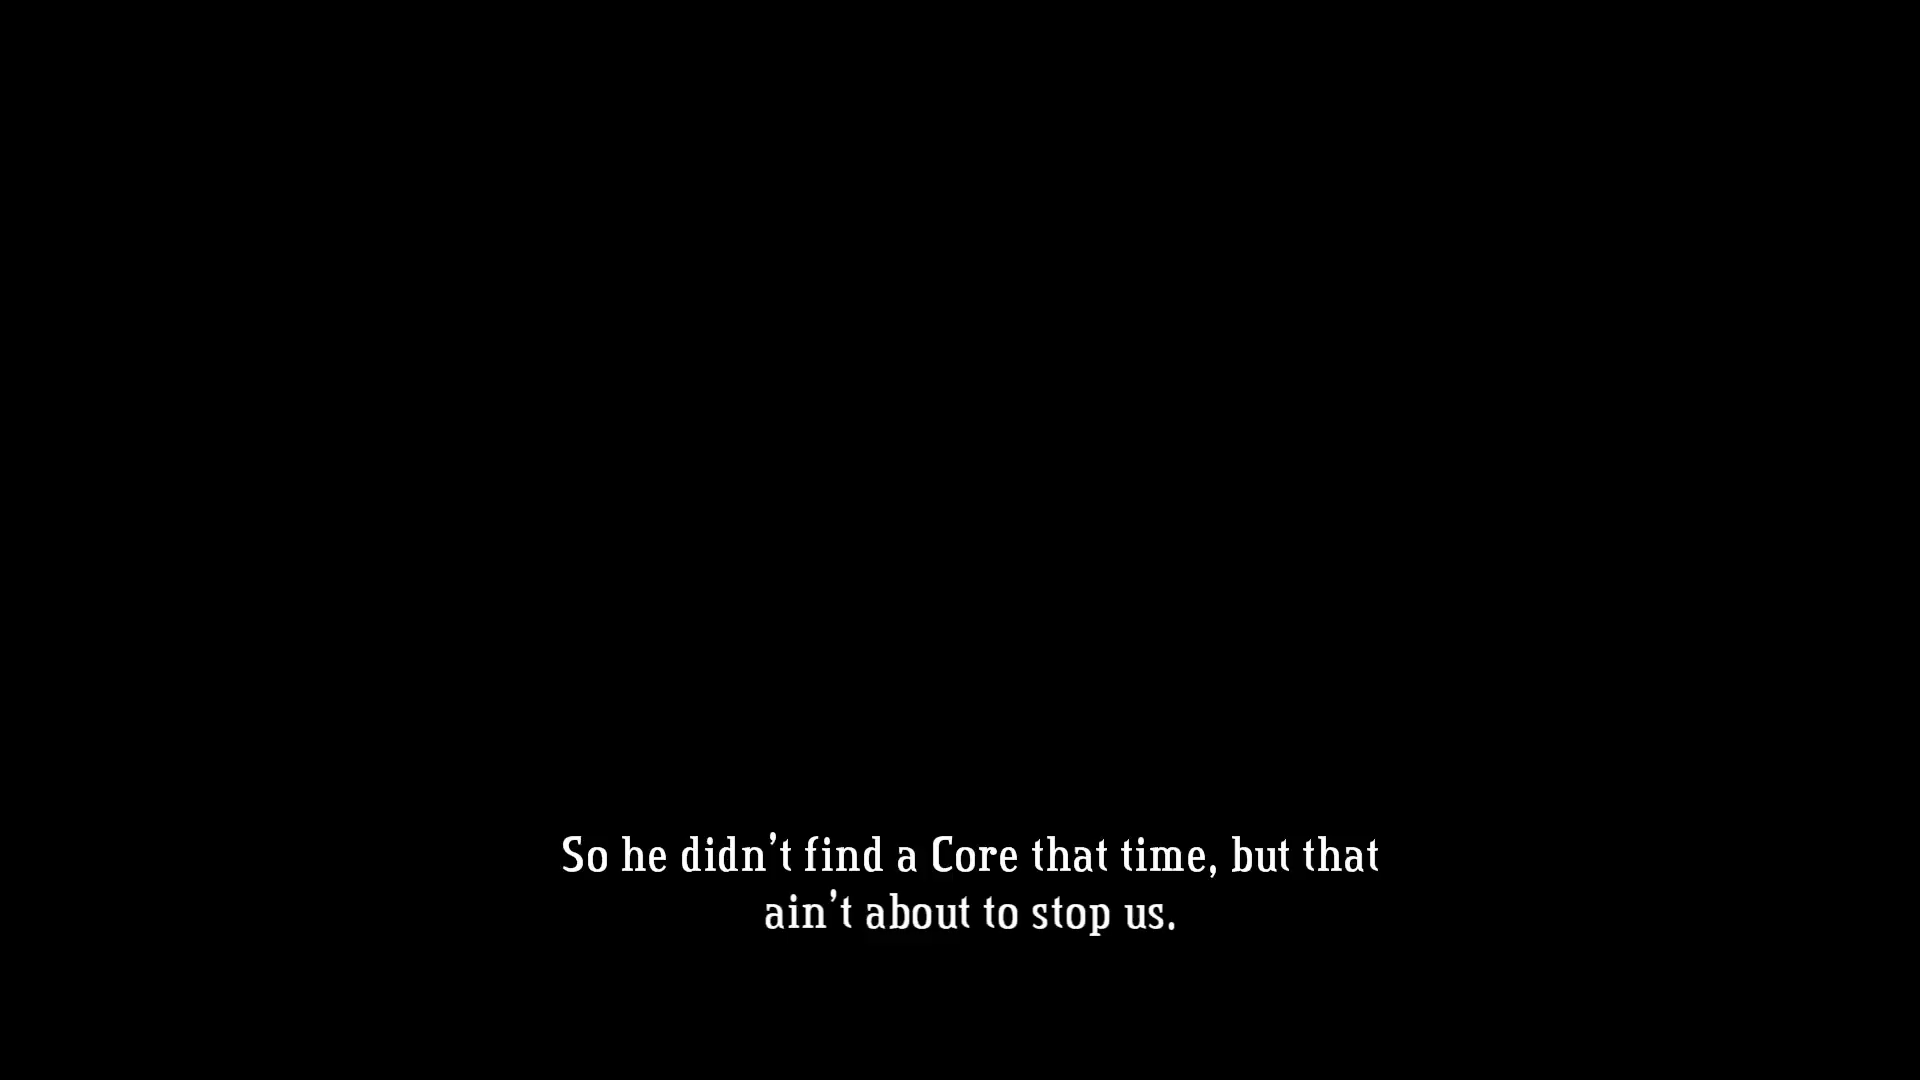 So he didn't find a Core that time, but that
ain't about to stop us.